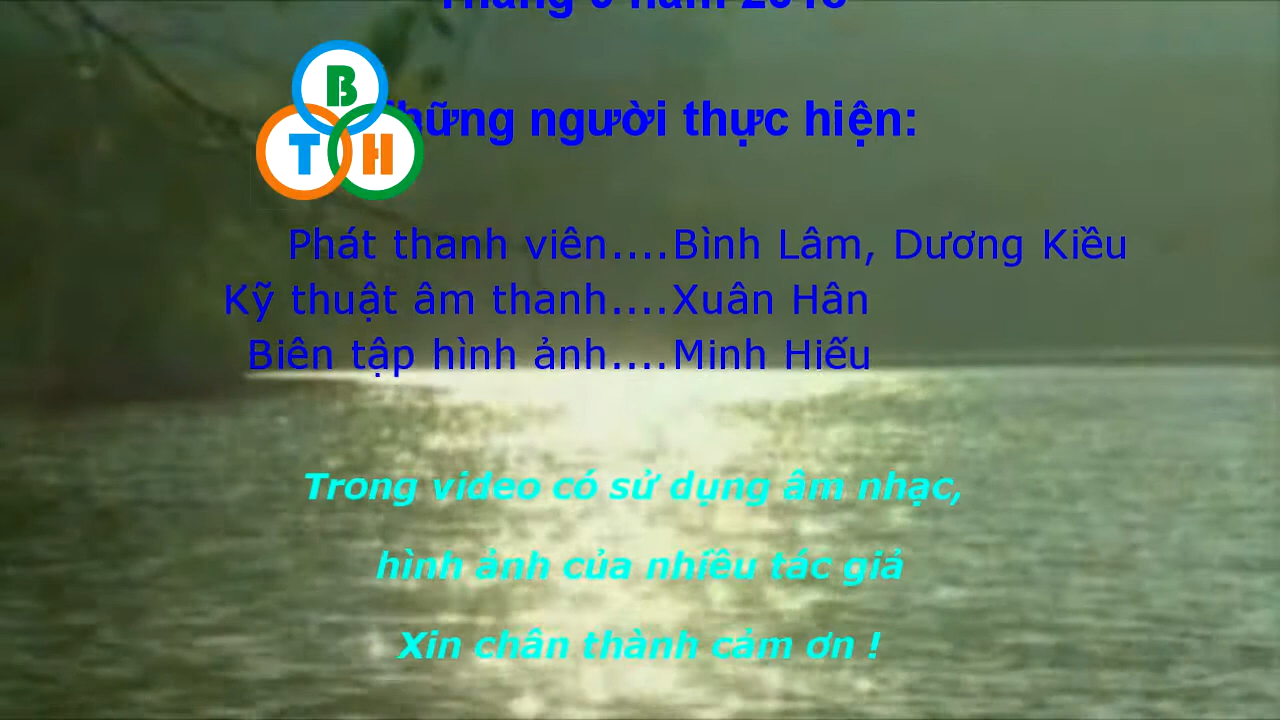 năm
B
T H
những người thực hiện:
Phát thanh viên....Bình Lâm, Dương Kiều
Kỹ thuật âm thanh....Xuân Hân
Biên tập hình ảnh....Minh Hiếu
Trong video có sử dụng âm nhạc,
hình ảnh của nhiều tác giả
Xin chân thành cảm ơn !